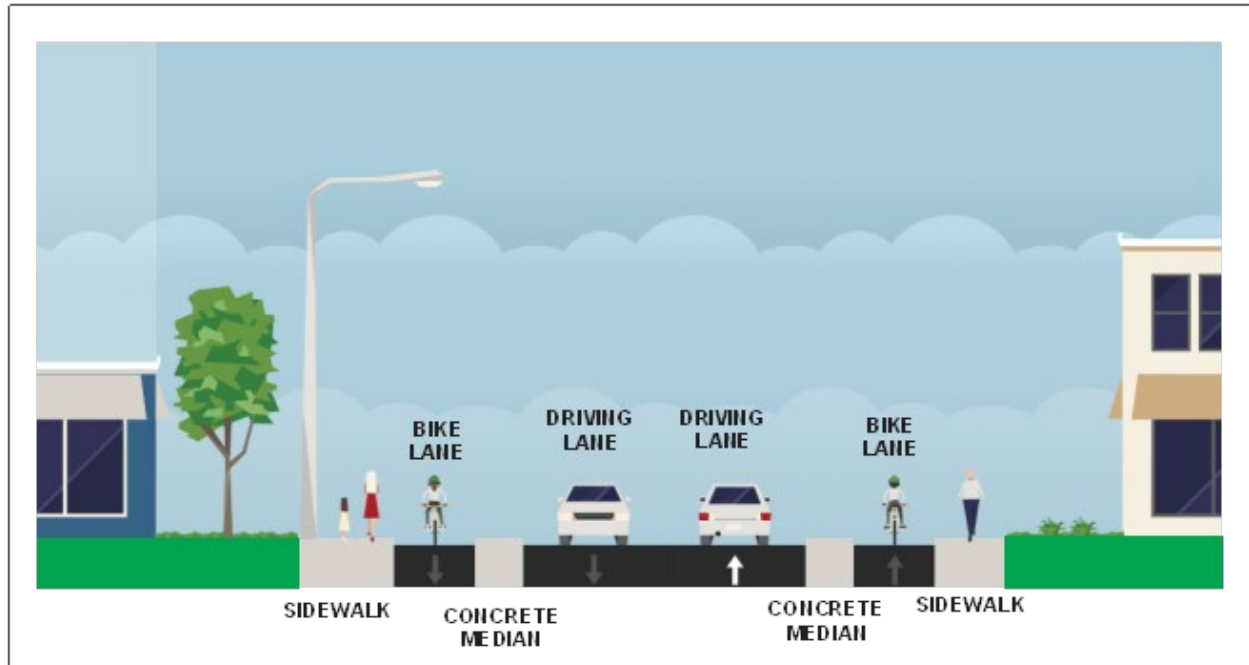 BIKE
LANE
DRIVING
LANE
DRIVING
LANE
BIKE
LANE
SIDEWALK
CONCRETE
MEDIAN
CONCRETE
MEDIAN
SIDEWALK